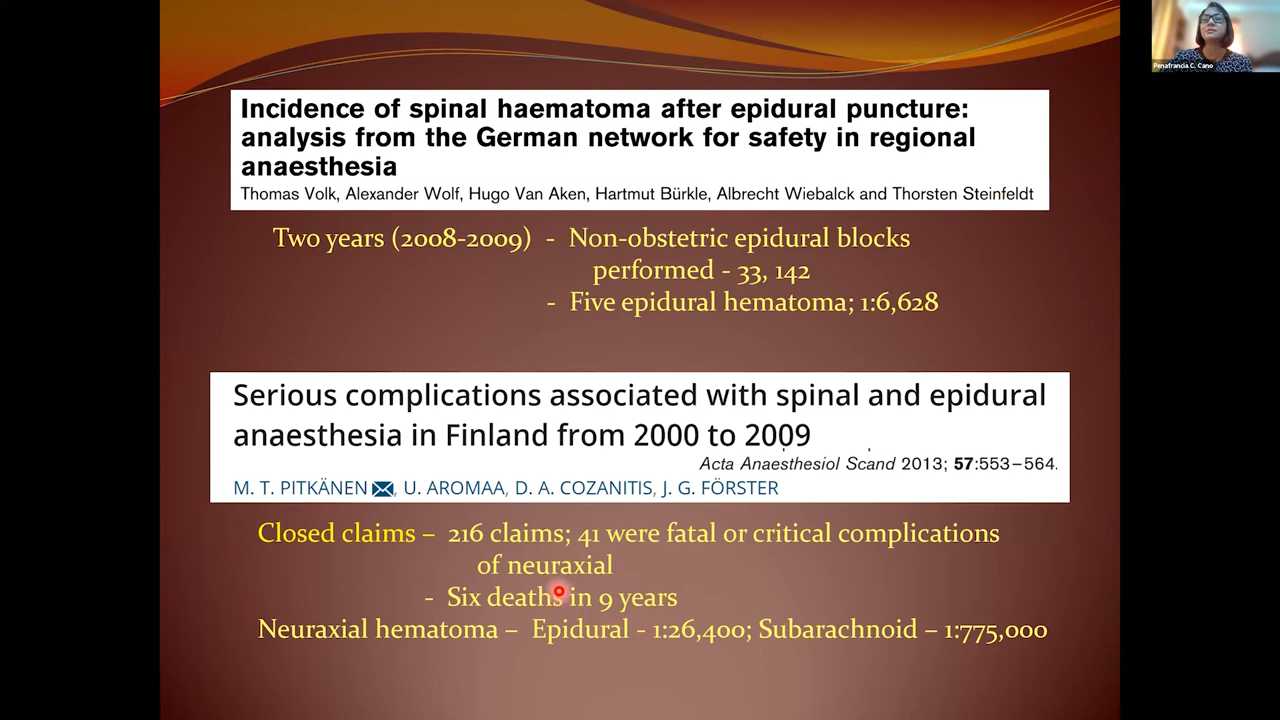 Penafrancia C. Cano
Incidence of spinal haematoma after epidural puncture:
analysis from the German network for safety in regional
anaesthesia
Thomas Volk, Alexander Wolf, Hugo Van Aken, Hartmut Bürkle, Albrecht Wiebalck and Thorsten Steinfeldt
Two years (2008-2009) - Non-obstetric epidural blocks
performed - 33, 142
- Five epidural hematoma; 1:6,628
Serious complications associated with spinal and epidural
anaesthesia in Finland from 2000 to 2009
Acta Anaesthesiol Scand 2013; 57:553–564.
M. T. PITKÄNEN, U. AROMAA, D. A. COZANITIS, J. G. FÖRSTER
Closed claims – 216 claims; 41 were fatal or critical complications
of neuraxial
- Six deaths in 9 years
Neuraxial hematoma – Epidural - 1:26,400; Subarachnoid – 1:775,000